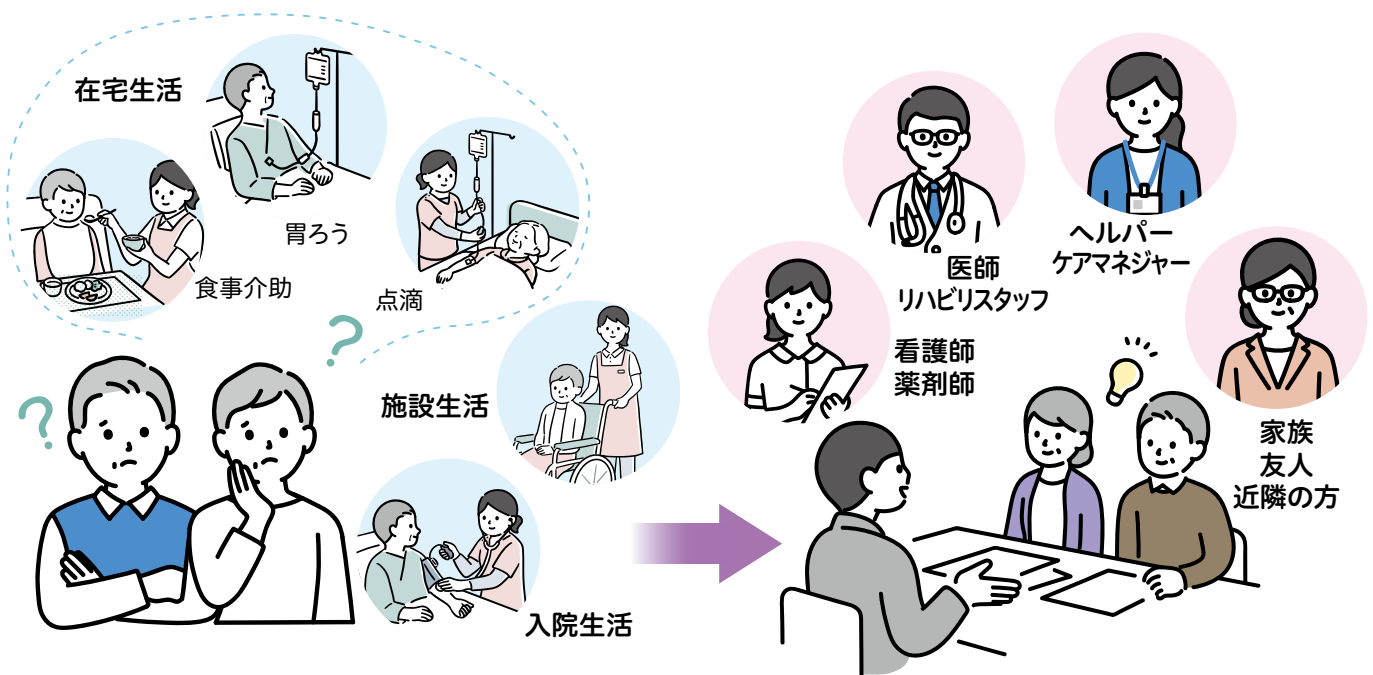 在宅生活
胃ろう
食事介助
点滴
?
?
施設生活
入院生活
ヘルパー
ケアマネジャー
医師
リハビリスタッフ
看護師
薬剤師
家族
友人
近隣の方